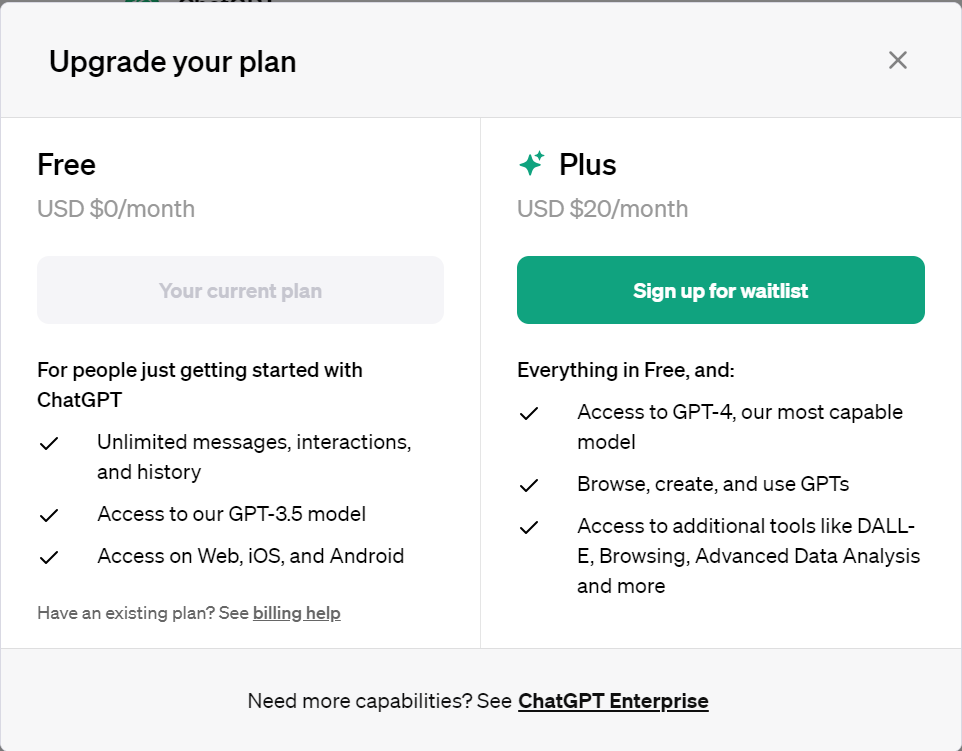 ChatGPT
Upgrade your plan
Free
USD $0/month
Your current plan
For people just getting started with
ChatGPT
Unlimited messages, interactions,
and history
Access to our GPT-3.5 model
Access on Web, iOS, and Android
Have an existing plan? See billing help
Plus
USD $20/month
Sign up for waitlist
Everything in Free, and:
Access to GPT-4, our most capable
model
Browse, create, and use GPTs
Access to additional tools like DALL-
E, Browsing, Advanced Data Analysis
and more
Need more capabilities? See ChatGPT Enterprise